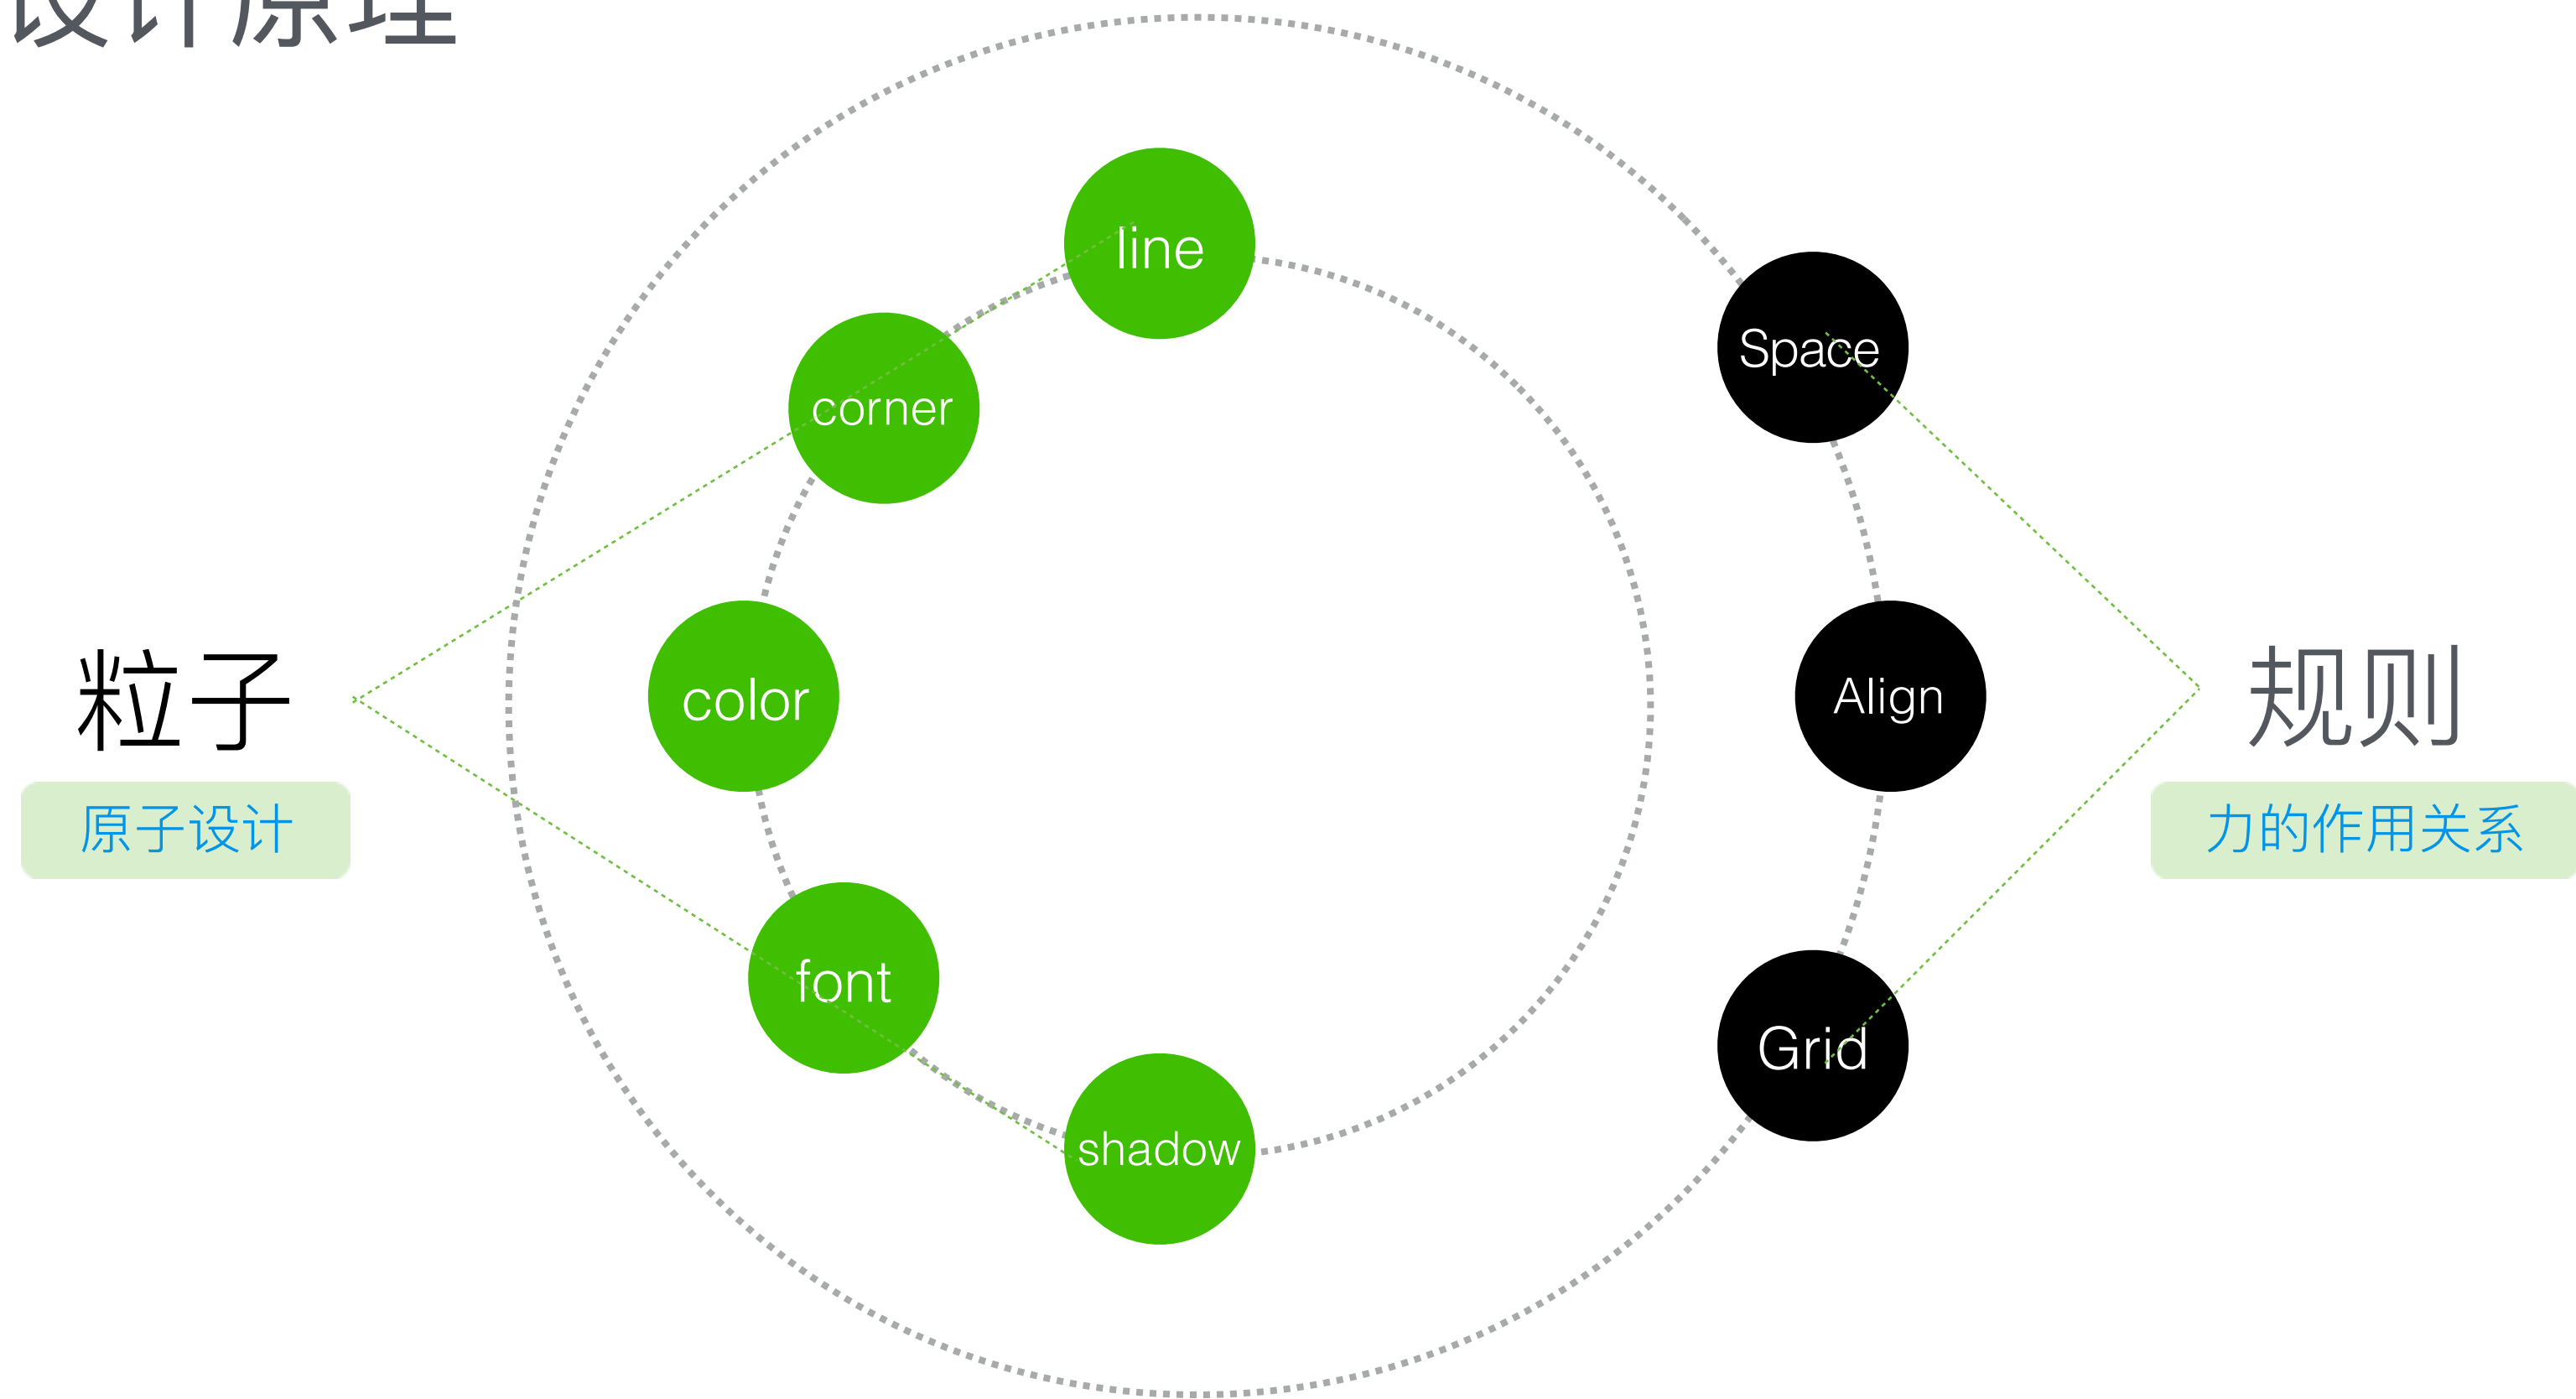 设计原理
line
corner
Space
color
Align
粒子
规则
原子设计
力的作用关系
font
Grid
shadow